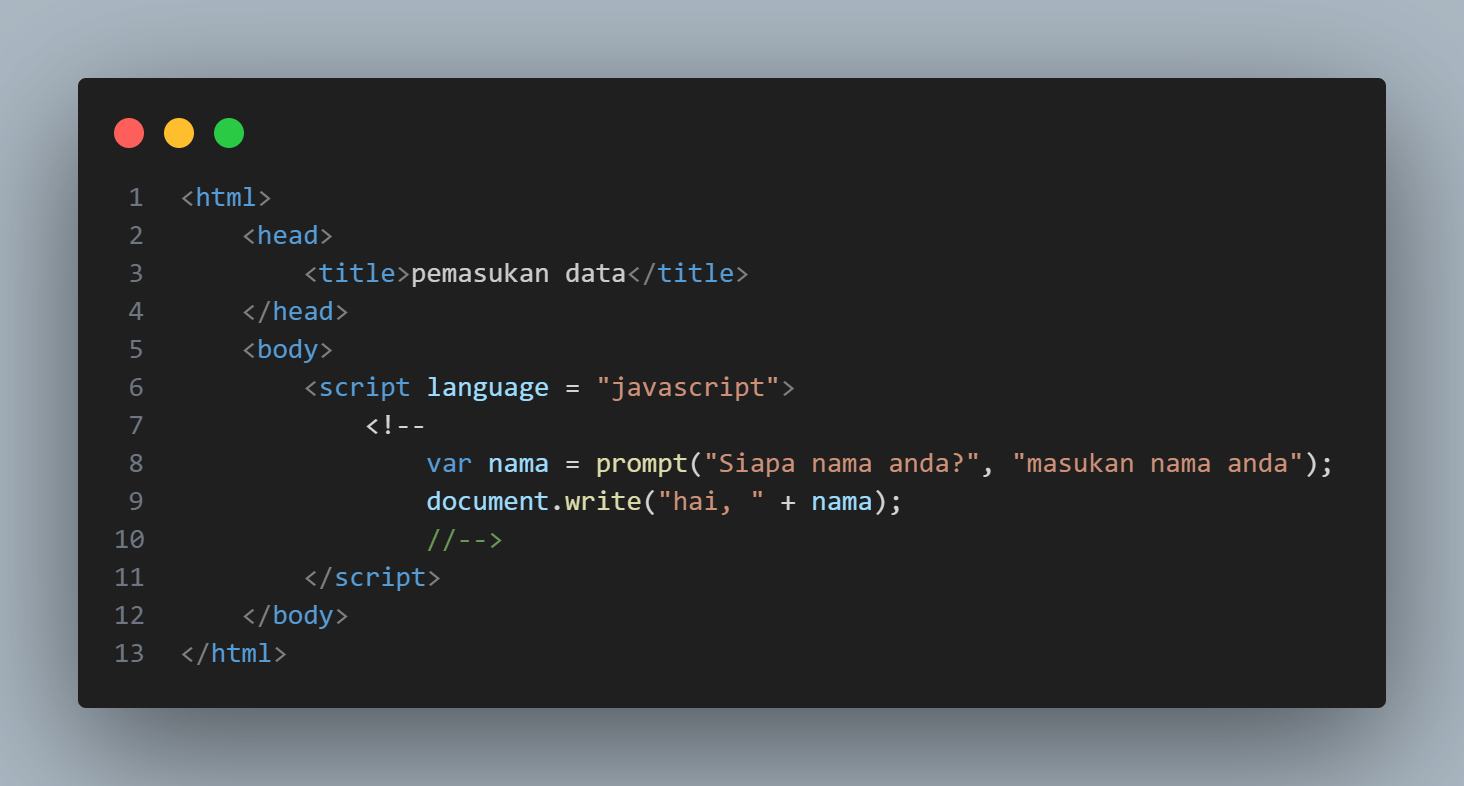 1 <html>
2     <head>
3         <title>pemasukan data</title>
4     </head>
5     <body>
6         <script language = "javascript">
7             <!--
8                 var nama = prompt("Siapa nama anda?", "masukan nama anda");
9                 document.write("hai, " + nama);
10                 //-->
11         </script>
12     </body>
13 </html>